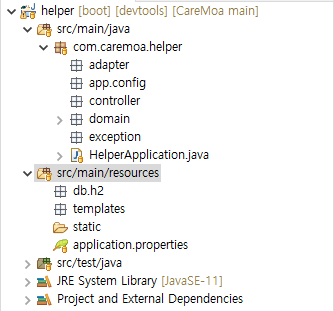 helper [boot] [devtools] [CareMoa main]
src/main/java
com.caremoa.helper
adapter
app.config
controller
domain
exception
HelperApplication.java
src/main/resources
db.h2
templates
static
application.properties
src/test/java
JRE System Library [JavaSE-11]
Project and External Dependencies